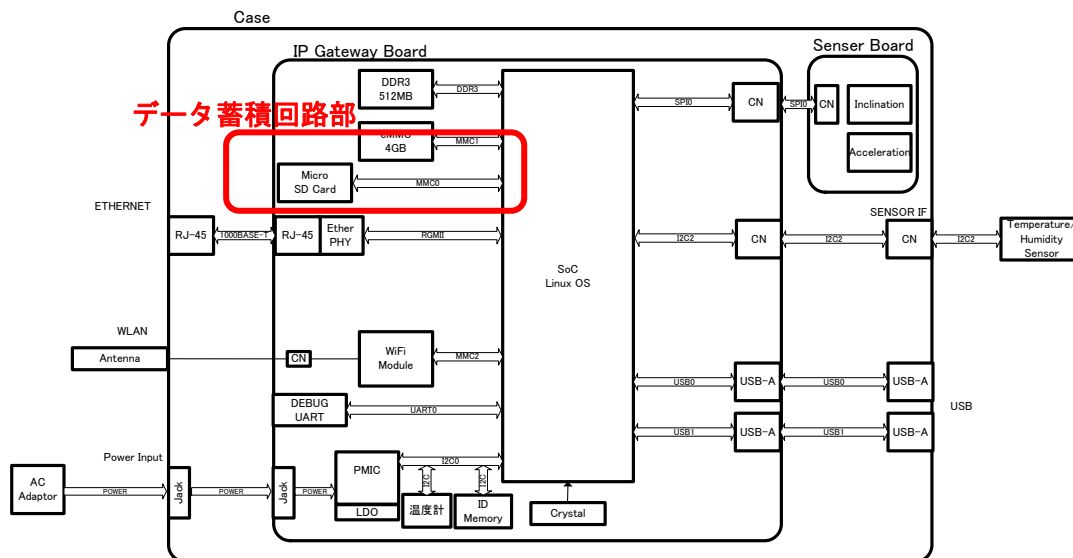 Case
IP Gateway Board
Senser Board
DDR3
512MB
DDR3
データ蓄積回路部
eMMC
4GB
MMC1
Micro
SD Card
MMC0
SPI0
CN
SPI0
CN
Inclination
Acceleration
ETHERNET
RJ-45
1000BASE-T
RJ-45
Ether
PHY
RGMII
SoC
Linux OS
I2C2
CN
I2C2
SENSOR IF
CN
I2C2
Temperature/
Humidity
Sensor
WLAN
Antenna
CN
WiFi
Module
MMC2
USB0
USB-A
USB0
USB-A
DEBUG
UART
UART0
USB1
USB-A
USB1
USB-A
USB
Power Input
AC
Adaptor
POWER
Jack
POWER
Jack
POWER
PMIC
LDO
I2C0
I2C
I2C
温度計
ID
Memory
Crystal